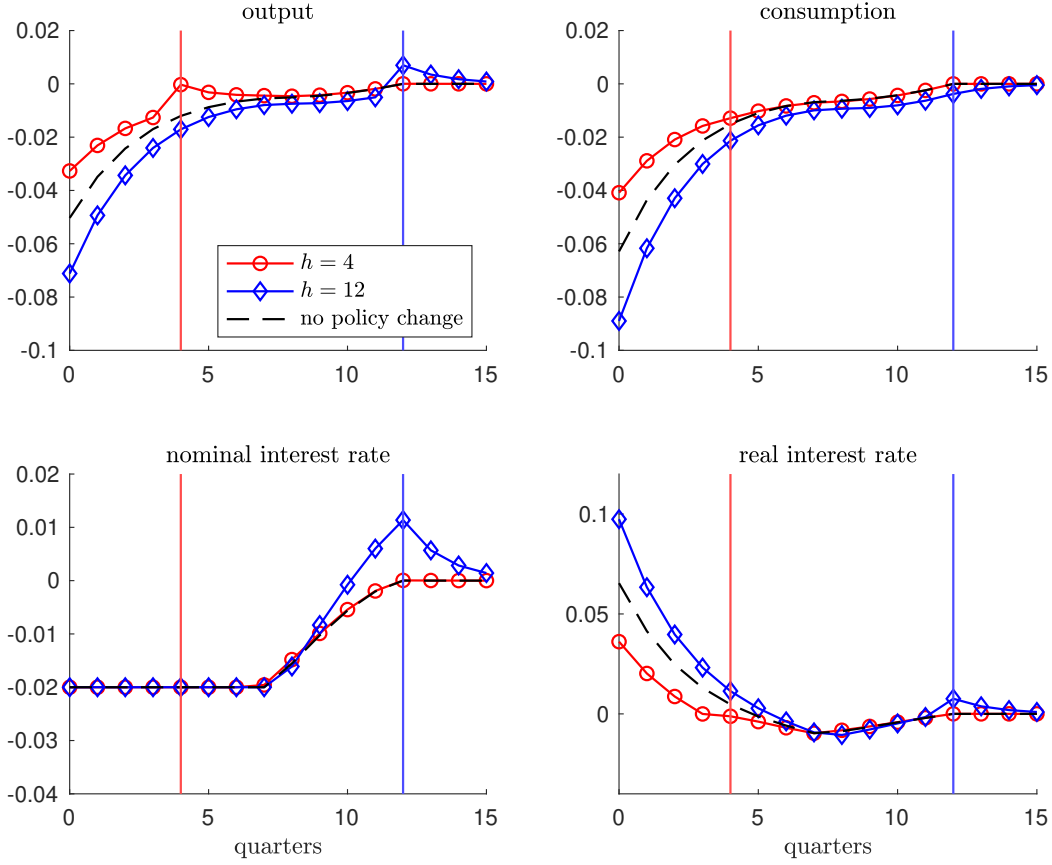 output
0.02
0
-0.02
-0.04
-0.06
-0.08
-0.1
0 5 10 15
h = 4
h = 12
no policy change
consumption
0.02
0
-0.02
-0.04
-0.06
-0.08
-0.1
0 5 10 15
nominal interest rate
0.02
0.01
0
-0.01
-0.02
-0.03
-0.04
0 5 10 15
quarters
real interest rate
0.1
0.05
0
0 5 10 15
quarters